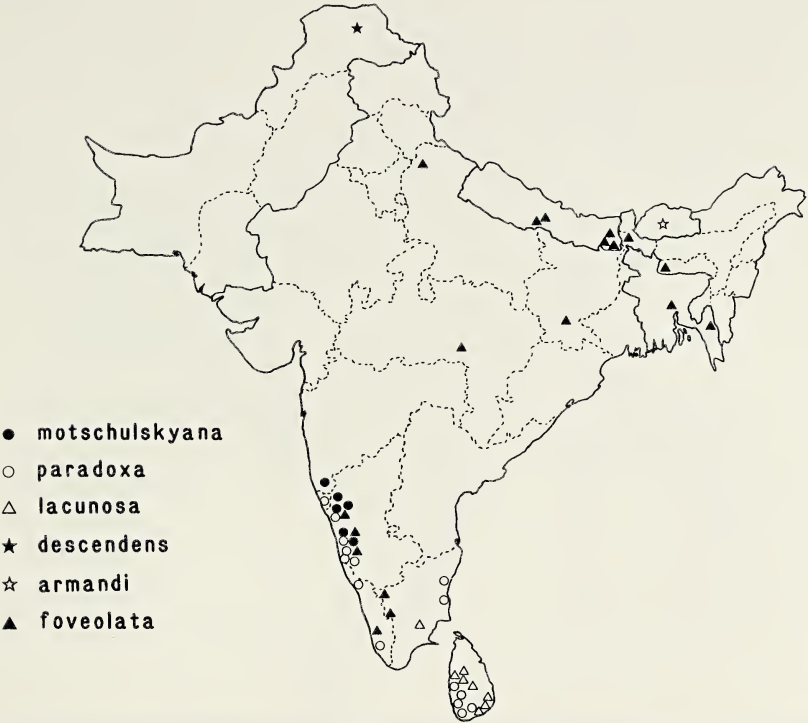 motschulskyana
paradoxa
lacunosa
descendens
armandi
foveolata